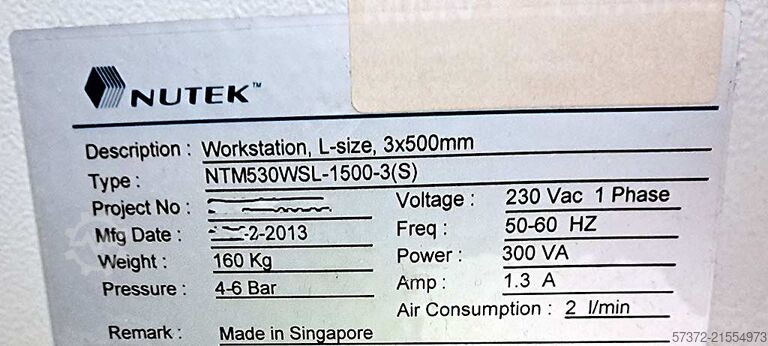 NUTEK™
Description : Workstation, L-size, 3x500mm
Type : NTM530WSL-1500-3(S)
Project No :
Voltage : 230 Vac 1 Phase
Mfg Date : -2-2013
Freq : 50-60 HZ
Weight : 160 Kg
Power : 300 VA
Pressure : 4-6 Bar
Amp : 1.3 A
Air Consumption : 2 l/min
Remark : Made in Singapore
57372-21554973